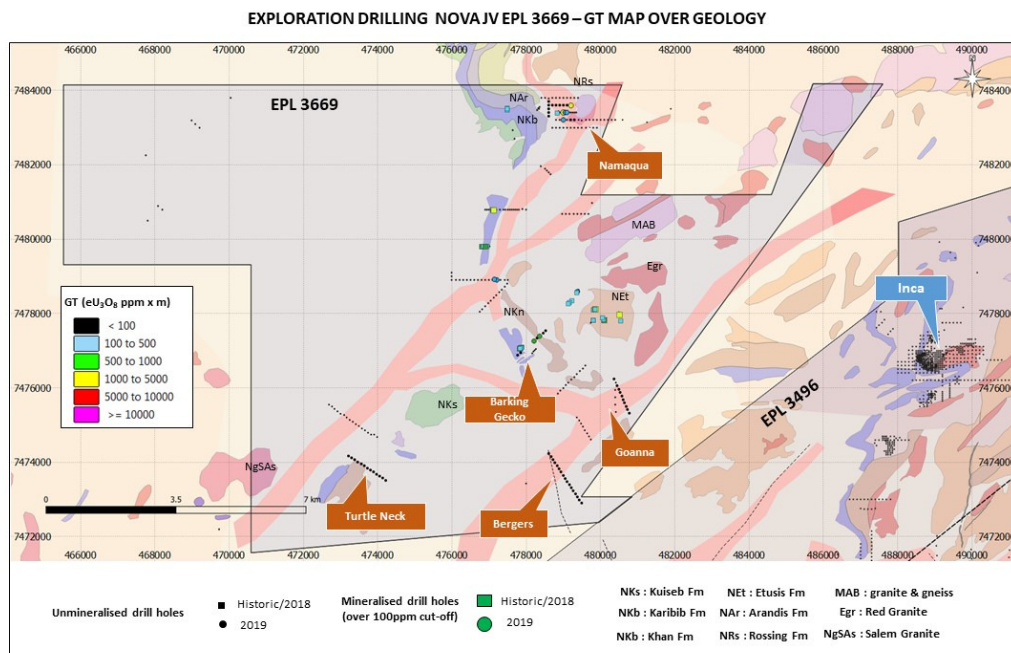 EXPLORATION DRILLING NOVA JV EPL 3669 – GT MAP OVER GEOLOGY
466000 468000 470000 472000 474000 476000 478000 480000 482000 484000 486000 488000 490000
7484000
7482000
7480000
7478000
7476000
7474000
7472000
EPL 3669
NRs
NAr
NKb
Namaqua
MAB
Egr
NEt
NKn
Inca
EPL 3496
NKs
Barking
Gecko
Goanna
NgSAs
Turtle Neck
Bergers
GT (eU₃O₈ ppm x m)
< 100
100 to 500
500 to 1000
1000 to 5000
5000 to 10000
>= 10000
0 3.5 7 km
Unmineralised drill holes
Historic/2018
2019
Mineralised drill holes
(over 100ppm cut-off)
Historic/2018
2019
NKs : Kuiseb Fm
NKb : Karibib Fm
NKb : Khan Fm
NEt : Etusis Fm
NAr : Arandis Fm
NRs : Rossing Fm
MAB : granite & gneiss
Egr : Red Granite
NgSAs : Salem Granite